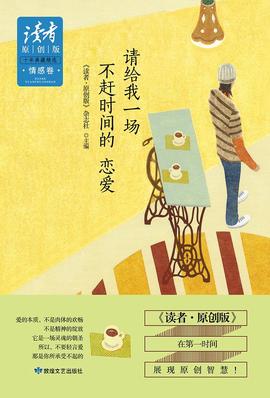 读者
原创版
十年典藏精选
情感卷
请给我一场
不赶时间的 恋爱
《读者·原创版》杂志社 ○ 主编
爱的本质，不是肉体的欢畅
不是精神的绽放
它是一场灵魂的朝圣
所以，不要轻言爱
那是你所承受不起的
敦煌文艺出版社
《读者·原创版》
在第一时间
展现原创智慧！